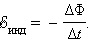 ℰинд = − ΔΦ/Δt.